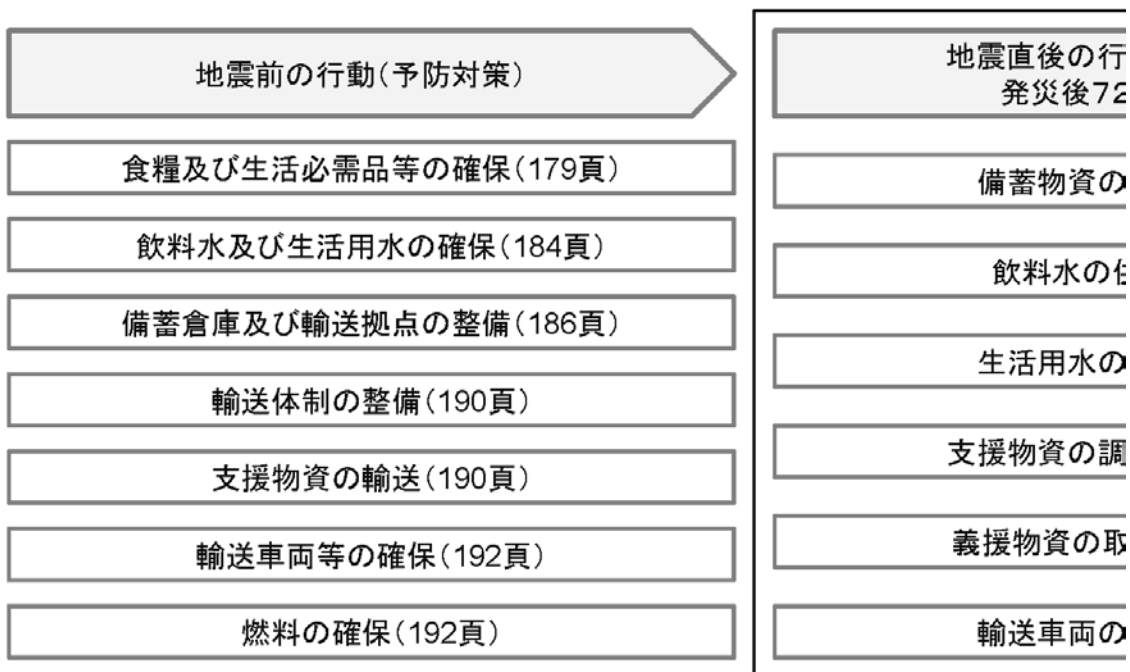 地震前の行動(予防対策)
食糧及び生活必需品等の確保(179頁)
飲料水及び生活用水の確保(184頁)
備蓄倉庫及び輸送拠点の整備(186頁)
輸送体制の整備(190頁)
支援物資の輸送(190頁)
輸送車両等の確保(192頁)
燃料の確保(192頁)
地震直後の行
発災後72
備蓄物資の
飲料水の
生活用水の
支援物資の調
義援物資の取
輸送車両の